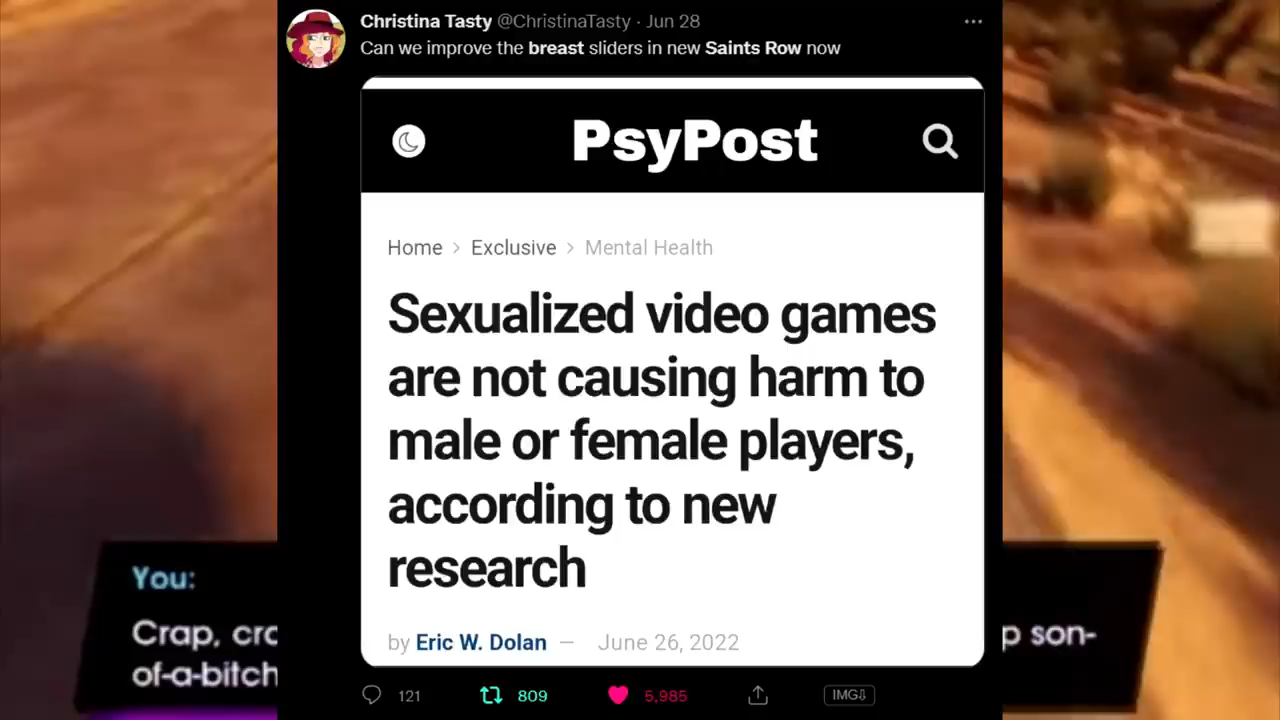 Christina Tasty @ChristinaTasty · Jun 28
Can we improve the breast sliders in new Saints Row now
PsyPost
Home > Exclusive > Mental Health
Sexualized video games
are not causing harm to
male or female players,
according to new
research
by Eric W. Dolan — June 26, 2022
You:
Crap, son-
of-a-bitch
121 809 5,985 IMG